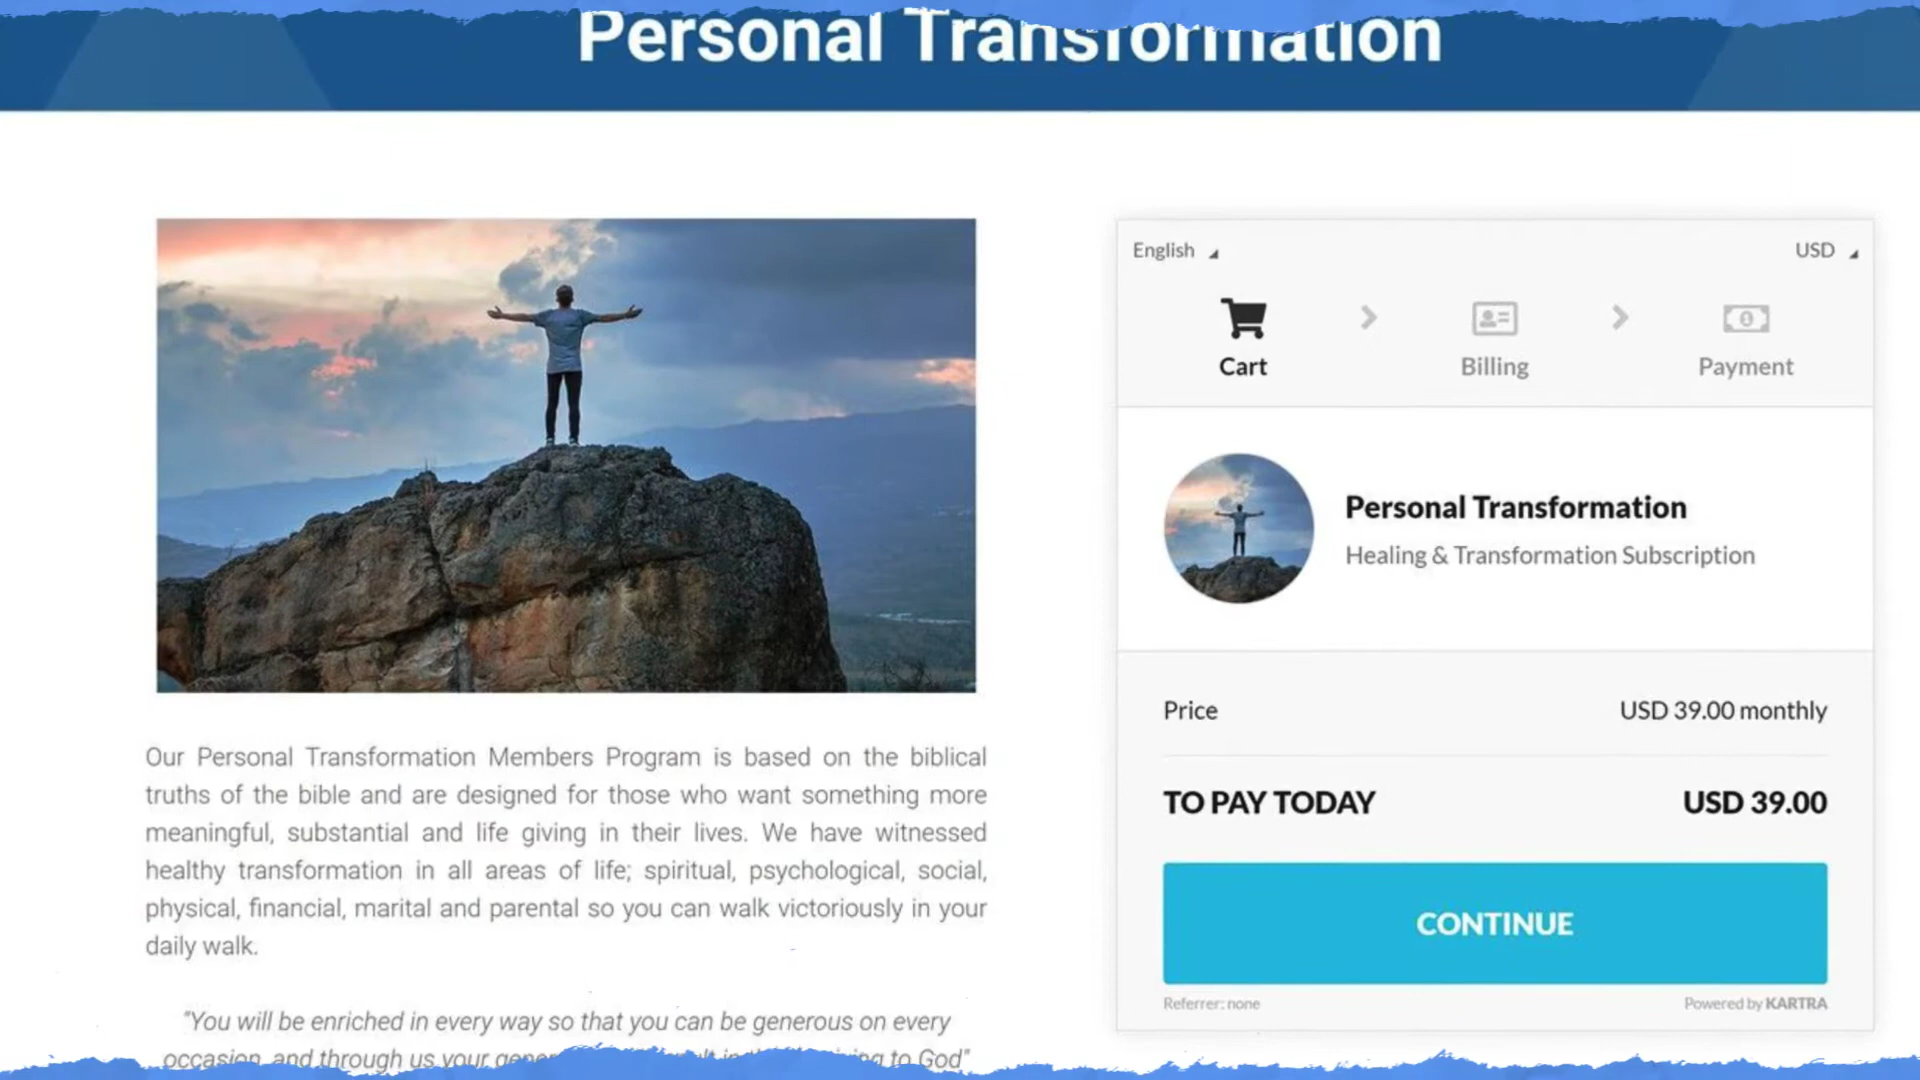 Personal Transformation
Our Personal Transformation Members Program is based on the biblical
truths of the bible and are designed for those who want something more
meaningful, substantial and life giving in their lives. We have witnessed
healthy transformation in all areas of life; spiritual, psychological, social,
physical, financial, marital and parental so you can walk victoriously in your
daily walk.
"You will be enriched in every way so that you can be generous on every
occasion, and through us your to God"
English
USD
Cart
Billing
Payment
Personal Transformation
Healing & Transformation Subscription
Price
USD 39.00 monthly
TO PAY TODAY
USD 39.00
CONTINUE
Referrer: none
Powered by KARTRA